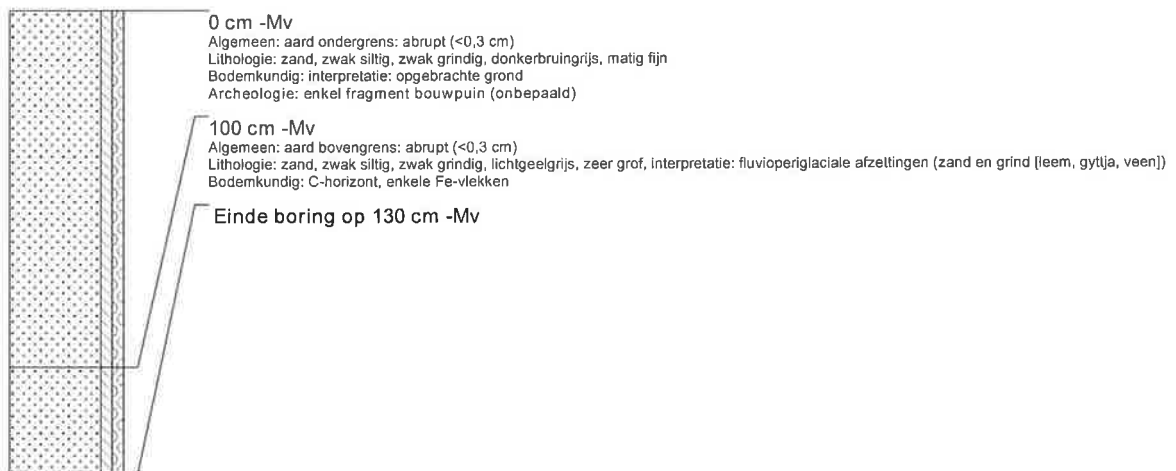 0 cm -Mv
Algemeen: aard ondergrens: abrupt (<0,3 cm)
Lithologie: zand, zwak siltig, zwak grindig, donkerbruingrijs, matig fijn
Bodemkundig: interpretatie: opgebrachte grond
Archeologie: enkel fragment bouwpuin (onbepaald)
100 cm -Mv
Algemeen: aard bovengrens: abrupt (<0,3 cm)
Lithologie: zand, zwak siltig, zwak grindig, lichtgeelgrijs, zeer grof, interpretatie: fluvioperiglaciale afzeltingen (zand en grind [leem, gyttja, veen])
Bodemkundig: C-horizont, enkele Fe-vlekken
Einde boring op 130 cm -Mv